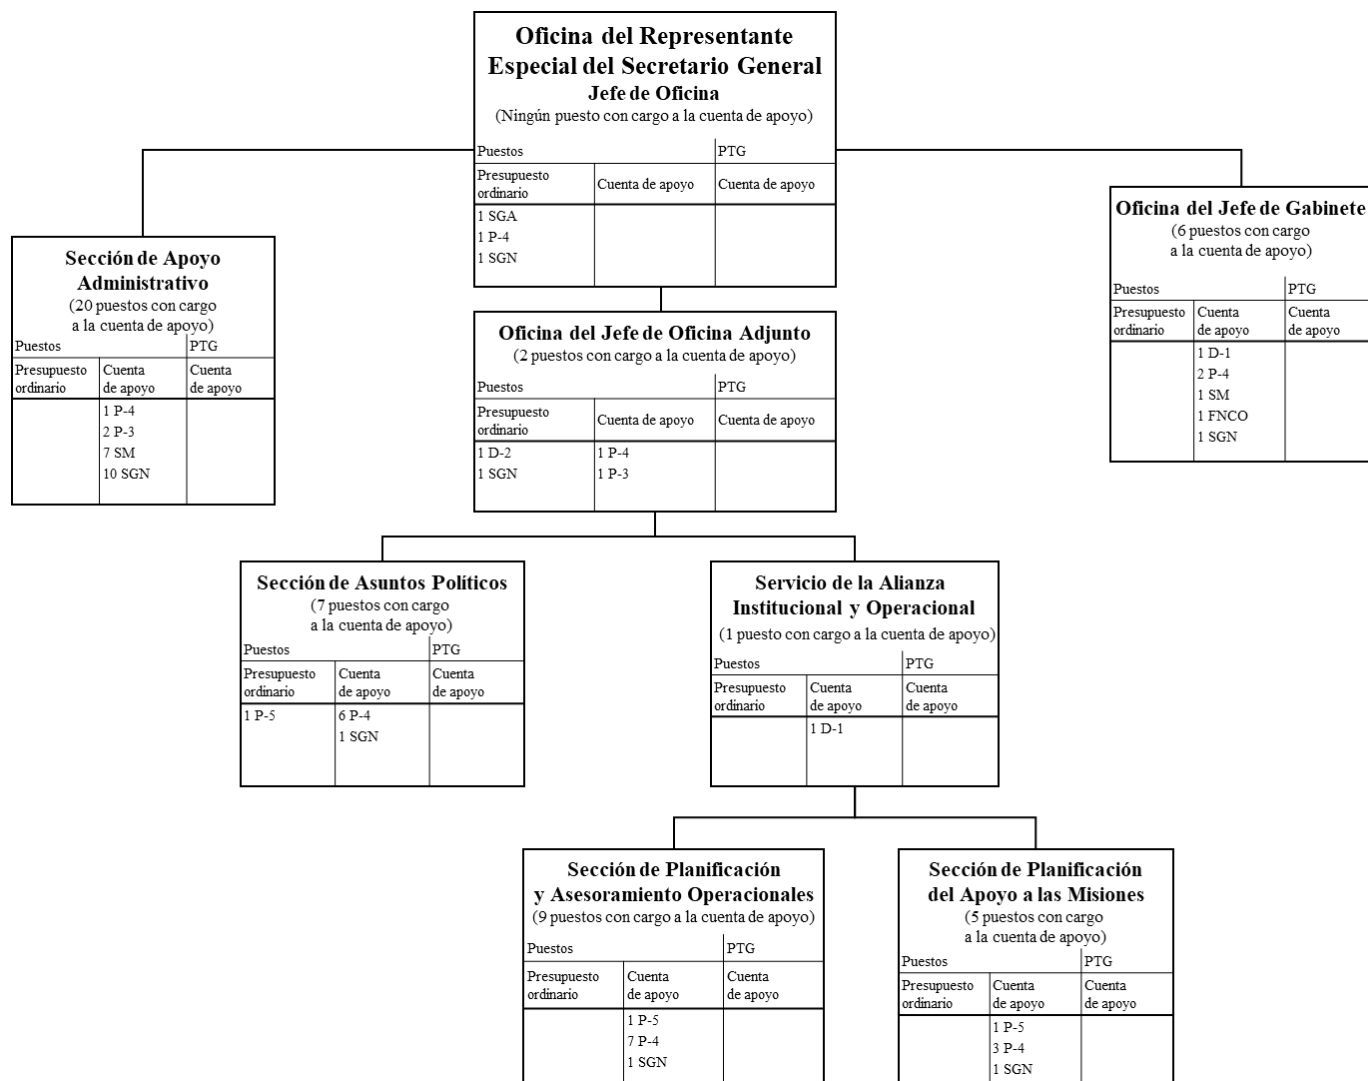 Oficina del Representante
Especial del Secretario General
Jefe de Oficina
(Ningún puesto con cargo a la cuenta de apoyo)
Puestos PTG
Presupuesto
ordinario
Cuenta de apoyo
Cuenta de apoyo
1 SGA
1 P-4
1 SGN
Oficina del Jefe de Gabinete
(6 puestos con cargo
a la cuenta de apoyo)
Puestos PTG
Presupuesto Cuenta Cuenta
ordinario de apoyo de apoyo
1 D-1
2 P-4
1 SM
1 FNCO
1 SGN
Sección de Apoyo
Administrativo
(20 puestos con cargo
a la cuenta de apoyo)
Puestos PTG
Presupuesto Cuenta Cuenta
ordinario de apoyo de apoyo
1 P-4
2 P-3
7 SM
10 SGN
Oficina del Jefe de Oficina Adjunto
(2 puestos con cargo a la cuenta de apoyo)
Puestos PTG
Presupuesto
ordinario
Cuenta de apoyo
Cuenta de apoyo
1 D-2 1 P-4
1 SGN 1 P-3
Sección de Asuntos Políticos
(7 puestos con cargo
a la cuenta de apoyo)
Puestos PTG
Presupuesto Cuenta Cuenta
ordinario de apoyo de apoyo
1 P-5 6 P-4
1 SGN
Servicio de la Alianza
Institucional y Operacional
(1 puesto con cargo a la cuenta de apoyo)
Puestos PTG
Presupuesto Cuenta Cuenta
ordinario de apoyo de apoyo
1 D-1
Sección de Planificación
y Asesoramiento Operacionales
(9 puestos con cargo a la cuenta de apoyo)
Puestos PTG
Presupuesto Cuenta Cuenta
ordinario de apoyo de apoyo
1 P-5
7 P-4
1 SGN
Sección de Planificación
del Apoyo a las Misiones
(5 puestos con cargo
a la cuenta de apoyo)
Puestos PTG
Presupuesto Cuenta Cuenta
ordinario de apoyo de apoyo
1 P-5
3 P-4
1 SGN